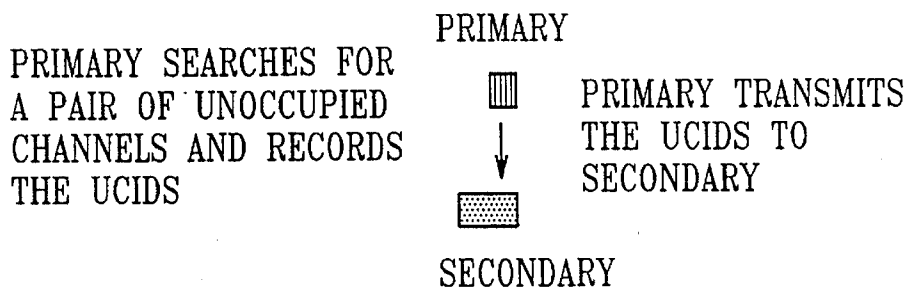 PRIMARY
PRIMARY SEARCHES FOR
A PAIR OF UNOCCUPIED
CHANNELS AND RECORDS
THE UCIDS
PRIMARY TRANSMITS
THE UCIDS TO
SECONDARY
SECONDARY